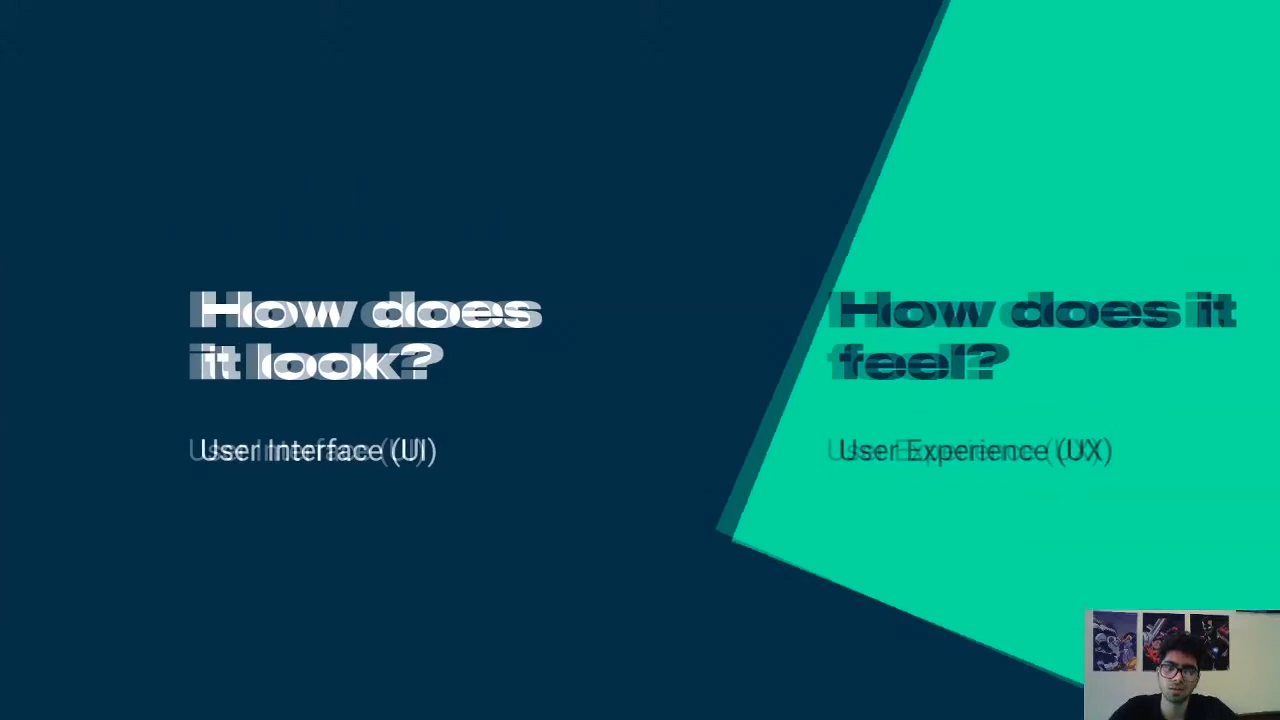 How does
it look?
User Interface (UI)
How does it
feel?
User Experience (UX)